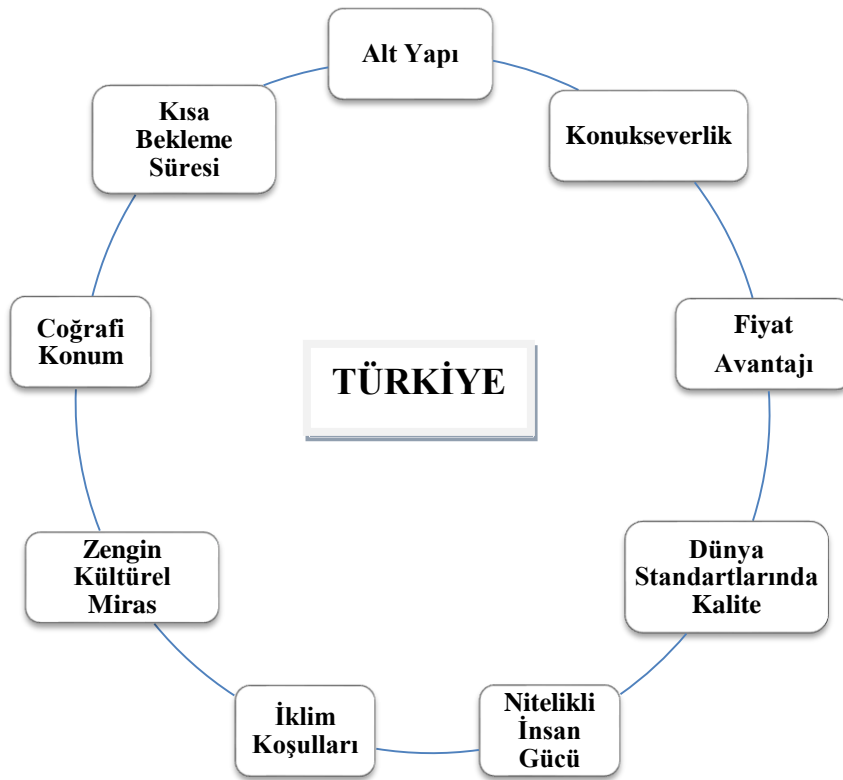 Alt Yapı
Konukseverlik
Fiyat
Avantajı
Dünya
Standartlarında
Kalite
Nitelikli
İnsan
Gücü
İklim
Koşulları
Zengin
Kültürel
Miras
Coğrafi
Konum
Kısa
Bekleme
Süresi
TÜRKİYE